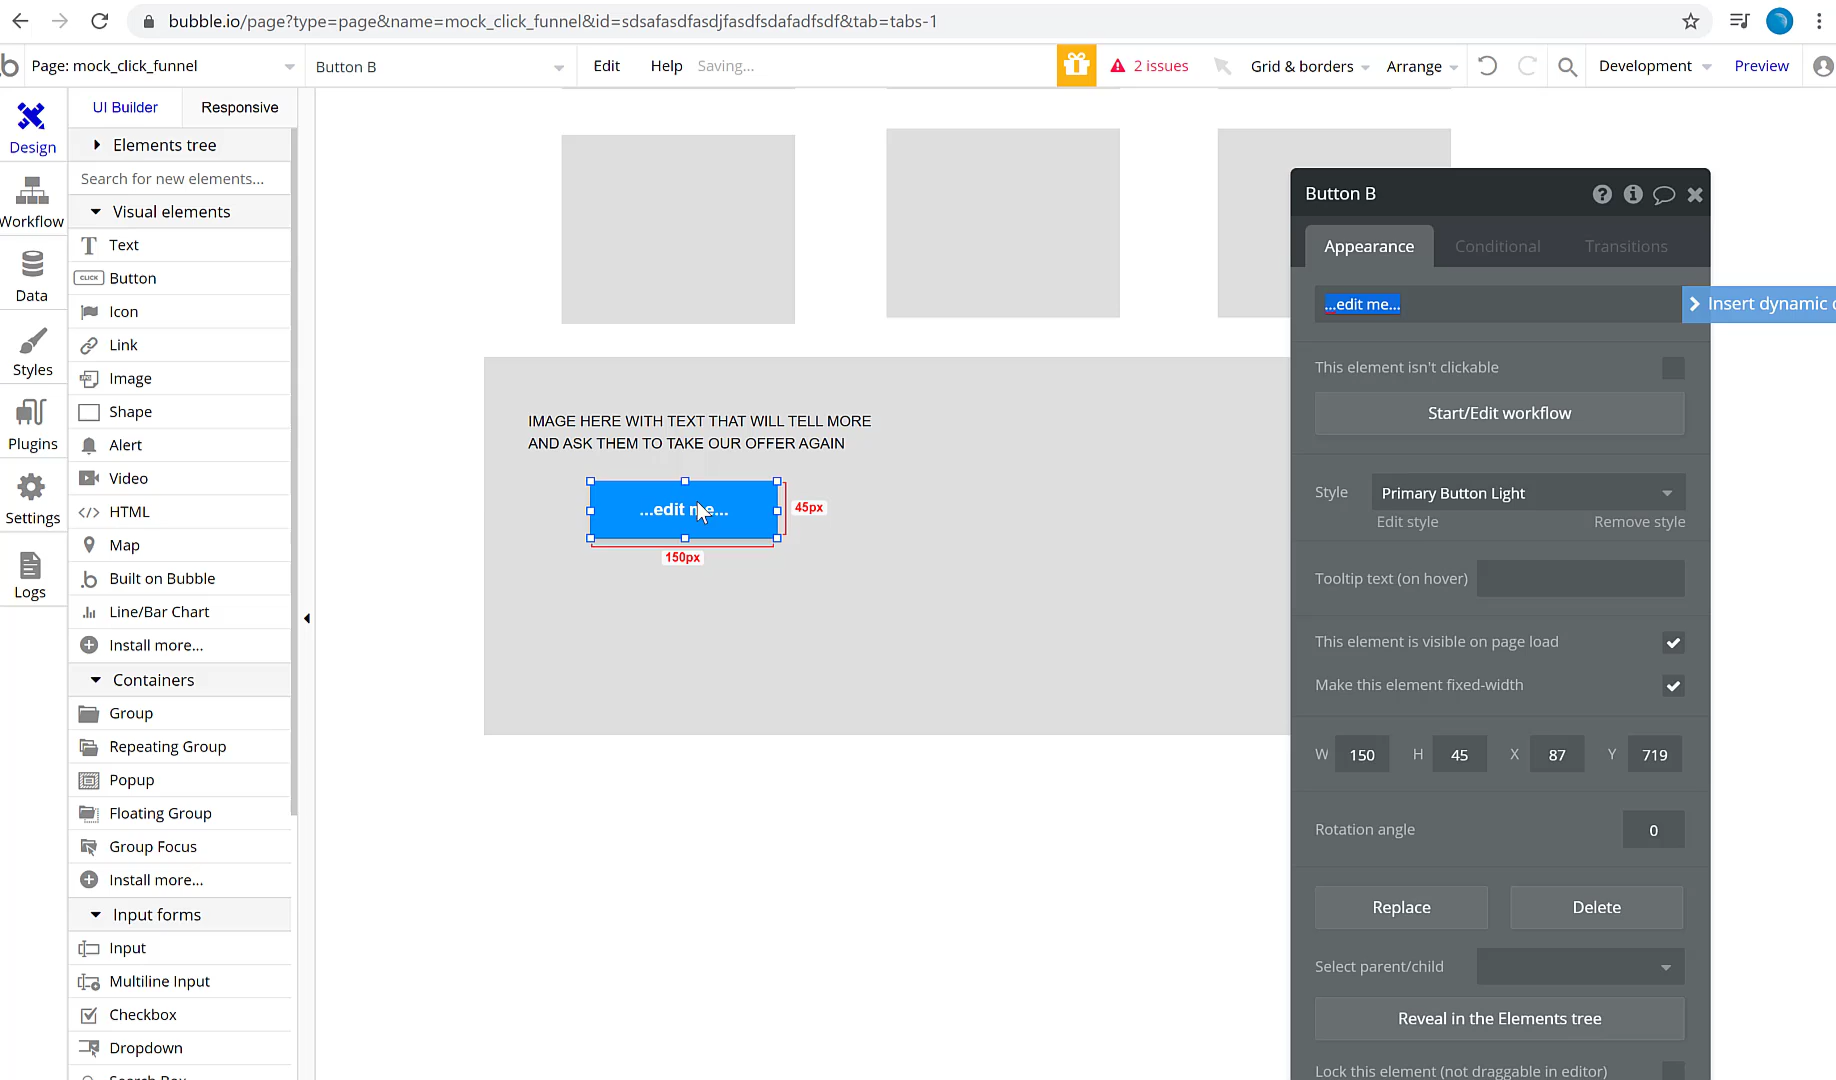 bubble.io/page?type=page&name=mock_click_funnel&id=sdsafasdfasdjfasdfsdafadfsdf&tab=tabs-1
Page: mock_click_funnel
Button B
Edit
Help
Saving...
2 issues
Grid & borders
Arrange
Development
Preview
Design
Workflow
Data
Styles
Plugins
Settings
Logs
UI Builder
Responsive
Elements tree
Search for new elements...
Visual elements
Text
CLICK Button
Icon
Link
Image
Shape
Alert
Video
HTML
Map
Built on Bubble
Line/Bar Chart
Install more...
Containers
Group
Repeating Group
Popup
Floating Group
Group Focus
Install more...
Input forms
Input
Multiline Input
Checkbox
Dropdown
Search Box
IMAGE HERE WITH TEXT THAT WILL TELL MORE
AND ASK THEM TO TAKE OUR OFFER AGAIN
...edit me...
45px
150px
Button B
Appearance
Conditional
Transitions
...edit me...
Insert dynamic
This element isn't clickable
Start/Edit workflow
Style
Primary Button Light
Edit style
Remove style
Tooltip text (on hover)
This element is visible on page load
Make this element fixed-width
W 150 H 45 X 87 Y 719
Rotation angle 0
Replace
Delete
Select parent/child
Reveal in the Elements tree
Lock this element (not draggable in editor)